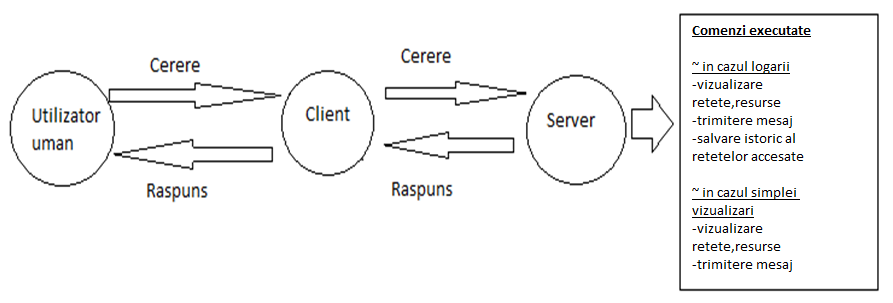 Cerere
Cerere
Utilizator
uman
Client
Server
Raspuns
Raspuns
Comenzi executate
~ in cazul logarii
-vizualizare
retete,resurse
-trimitere mesaj
-salvare istoric al
retetelor accesate
~ in cazul simplei
vizualizari
-vizualizare
retete,resurse
-trimitere mesaj